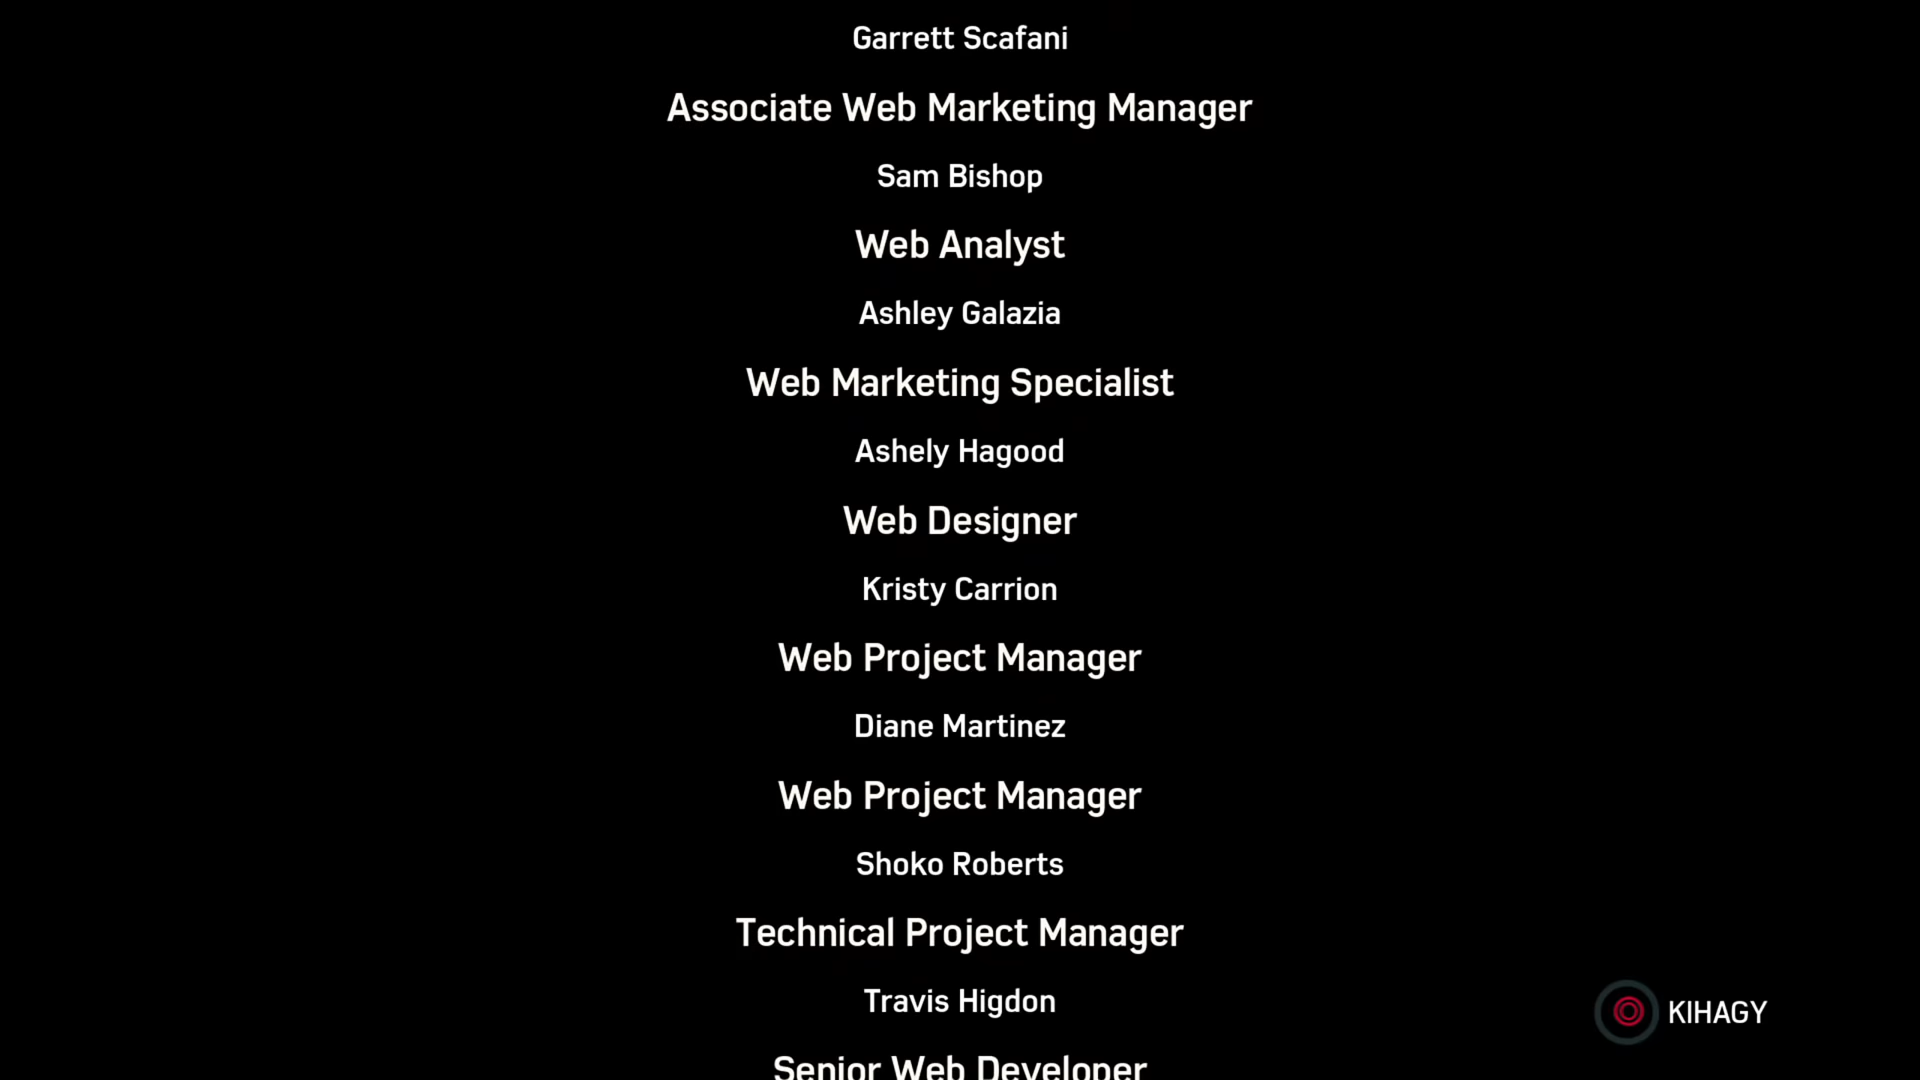 Garrett Scafani
Associate Web Marketing Manager
Sam Bishop
Web Analyst
Ashley Galazia
Web Marketing Specialist
Ashely Hagood
Web Designer
Kristy Carrion
Web Project Manager
Diane Martinez
Web Project Manager
Shoko Roberts
Technical Project Manager
Travis Higdon
KIHAGY
Senior Web Developer